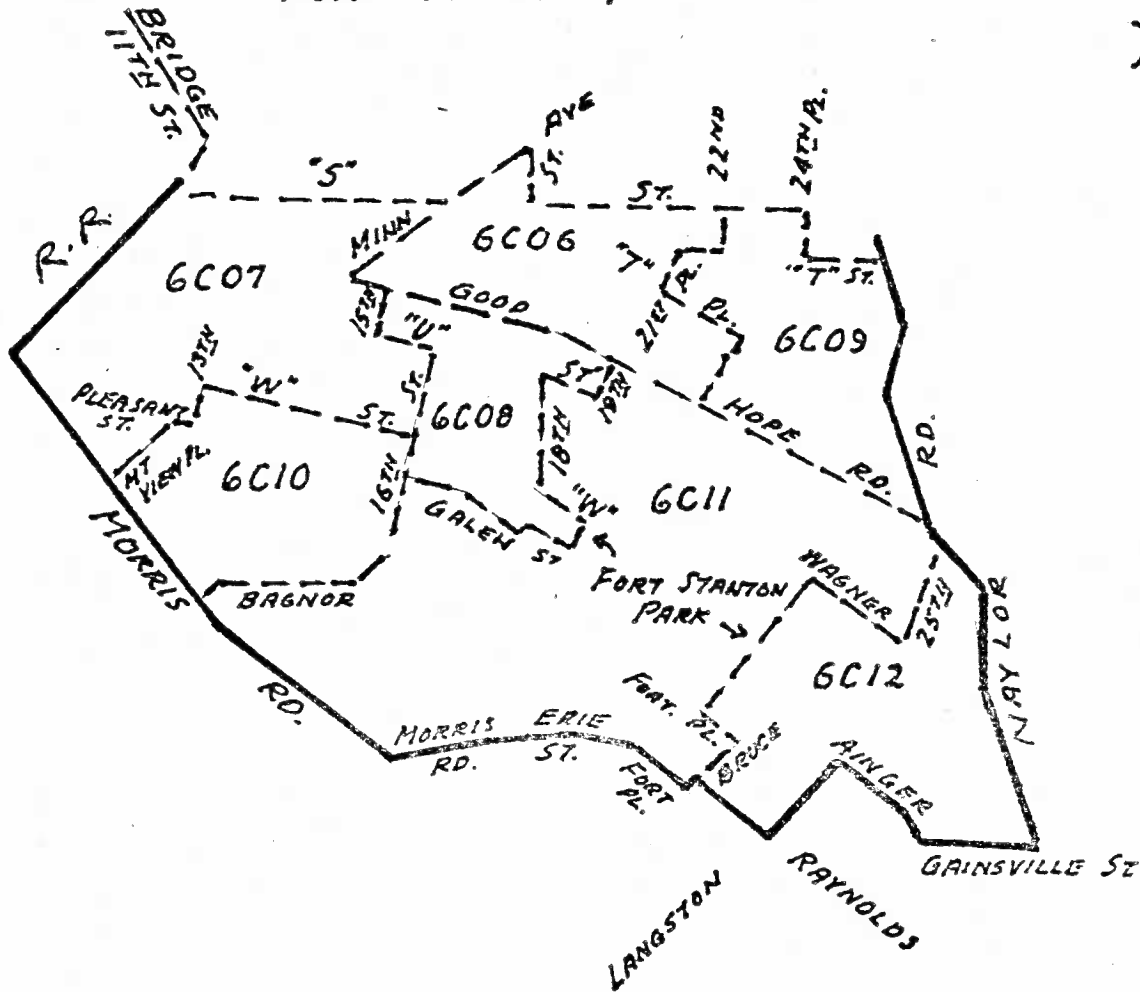 BRIDGE
11TH ST.
AVE
ST.
22ND
24TH PL.
"S"
ST.
R. R.
MINN
6C06
"T"
PL.
"T" ST.
6C07
GOOD
15TH
"U"
21ST
PL.
6C09
13TH
"W"
ST.
ST.
ST
19TH
PLEASANT
ST.
6C08
HOPE
RD.
RD.
MT
VIEW PL.
6C10
16TH
18TH
"W"
6C11
GALEN
ST
MORRIS
BAGNOR
FORT STANTON
PARK
WAGNER
25TH
NAYLOR
6C12
RD.
FORT.
PL.
BRUCE
MORRIS
RD.
ERIE
ST.
FORT
PL.
AINGER
GAINSVILLE ST
RAYNOLDS
LANGSTON